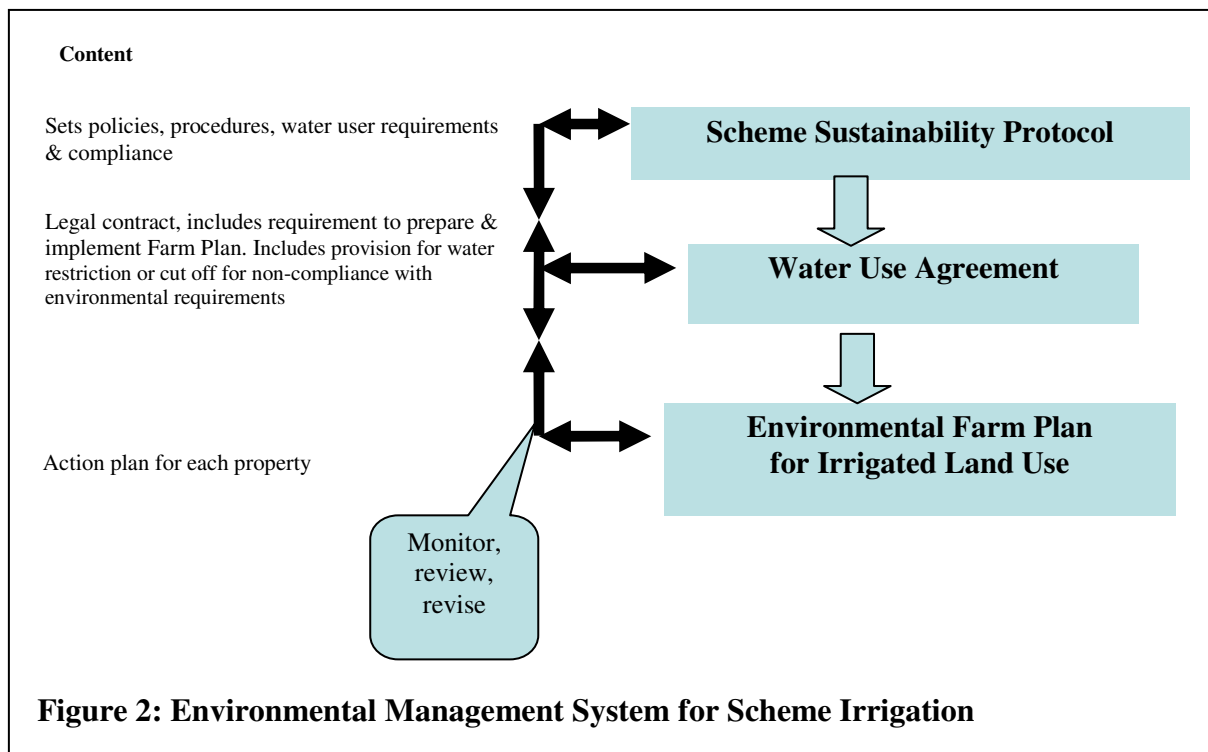 Content
Sets policies, procedures, water user requirements
& compliance
Scheme Sustainability Protocol
Legal contract, includes requirement to prepare &
implement Farm Plan. Includes provision for water
restriction or cut off for non-compliance with
environmental requirements
Water Use Agreement
Action plan for each property
Environmental Farm Plan
for Irrigated Land Use
Monitor,
review,
revise
Figure 2: Environmental Management System for Scheme Irrigation